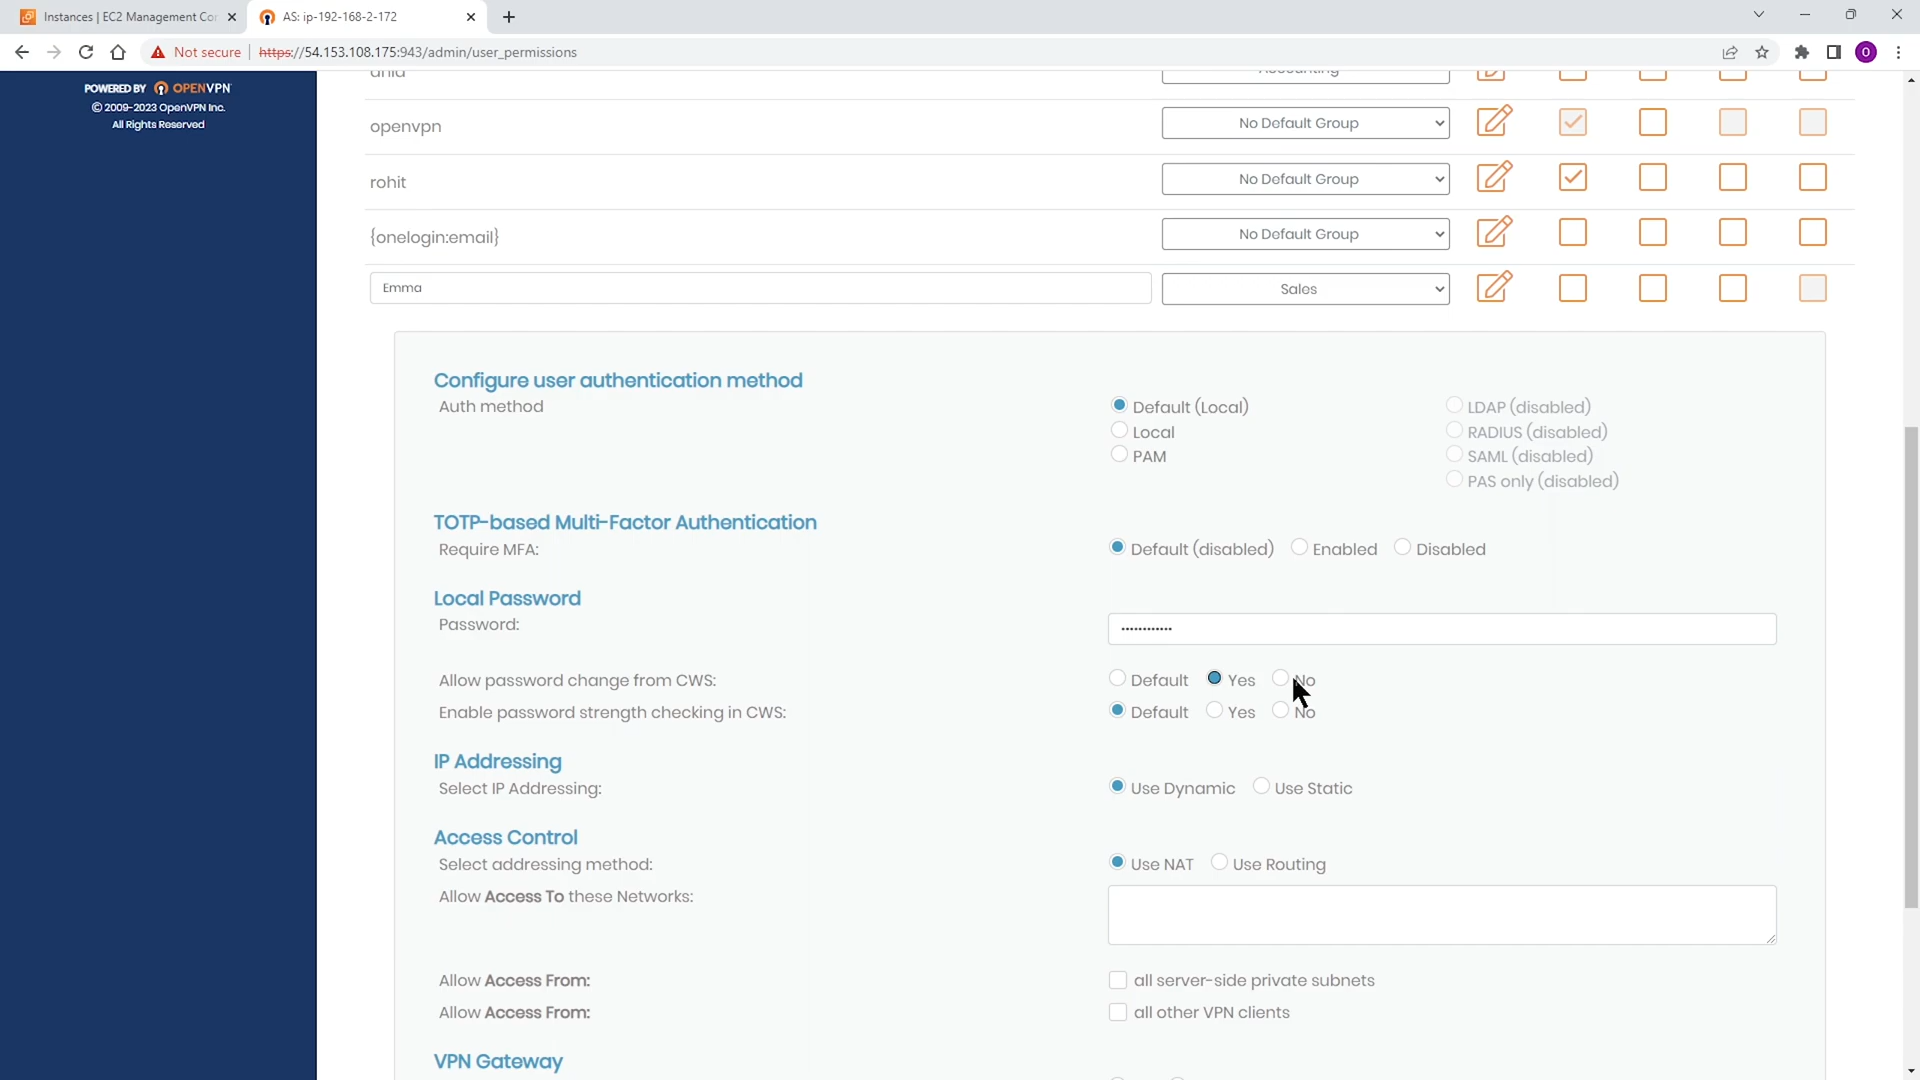 Instances | EC2 Management Co
AS: ip-192-168-2-172
Not secure
https://54.153.108.175:943/admin/user_permissions
O
POWERED BY OPENVPN
© 2009-2023 OpenVPN Inc.
All Rights Reserved
ania
Accounting
openvpn
No Default Group
rohit
No Default Group
{onelogin:email}
No Default Group
Emma
Sales
Configure user authentication method
Auth method
Default (Local)
LDAP (disabled)
Local
RADIUS (disabled)
PAM
SAML (disabled)
PAS only (disabled)
TOTP-based Multi-Factor Authentication
Require MFA:
Default (disabled)
Enabled
Disabled
Local Password
Password:
••••••••••••
Allow password change from CWS:
Default
Yes
No
Enable password strength checking in CWS:
Default
Yes
No
IP Addressing
Select IP Addressing:
Use Dynamic
Use Static
Access Control
Select addressing method:
Use NAT
Use Routing
Allow Access To these Networks:
Allow Access From:
all server-side private subnets
Allow Access From:
all other VPN clients
VPN Gateway